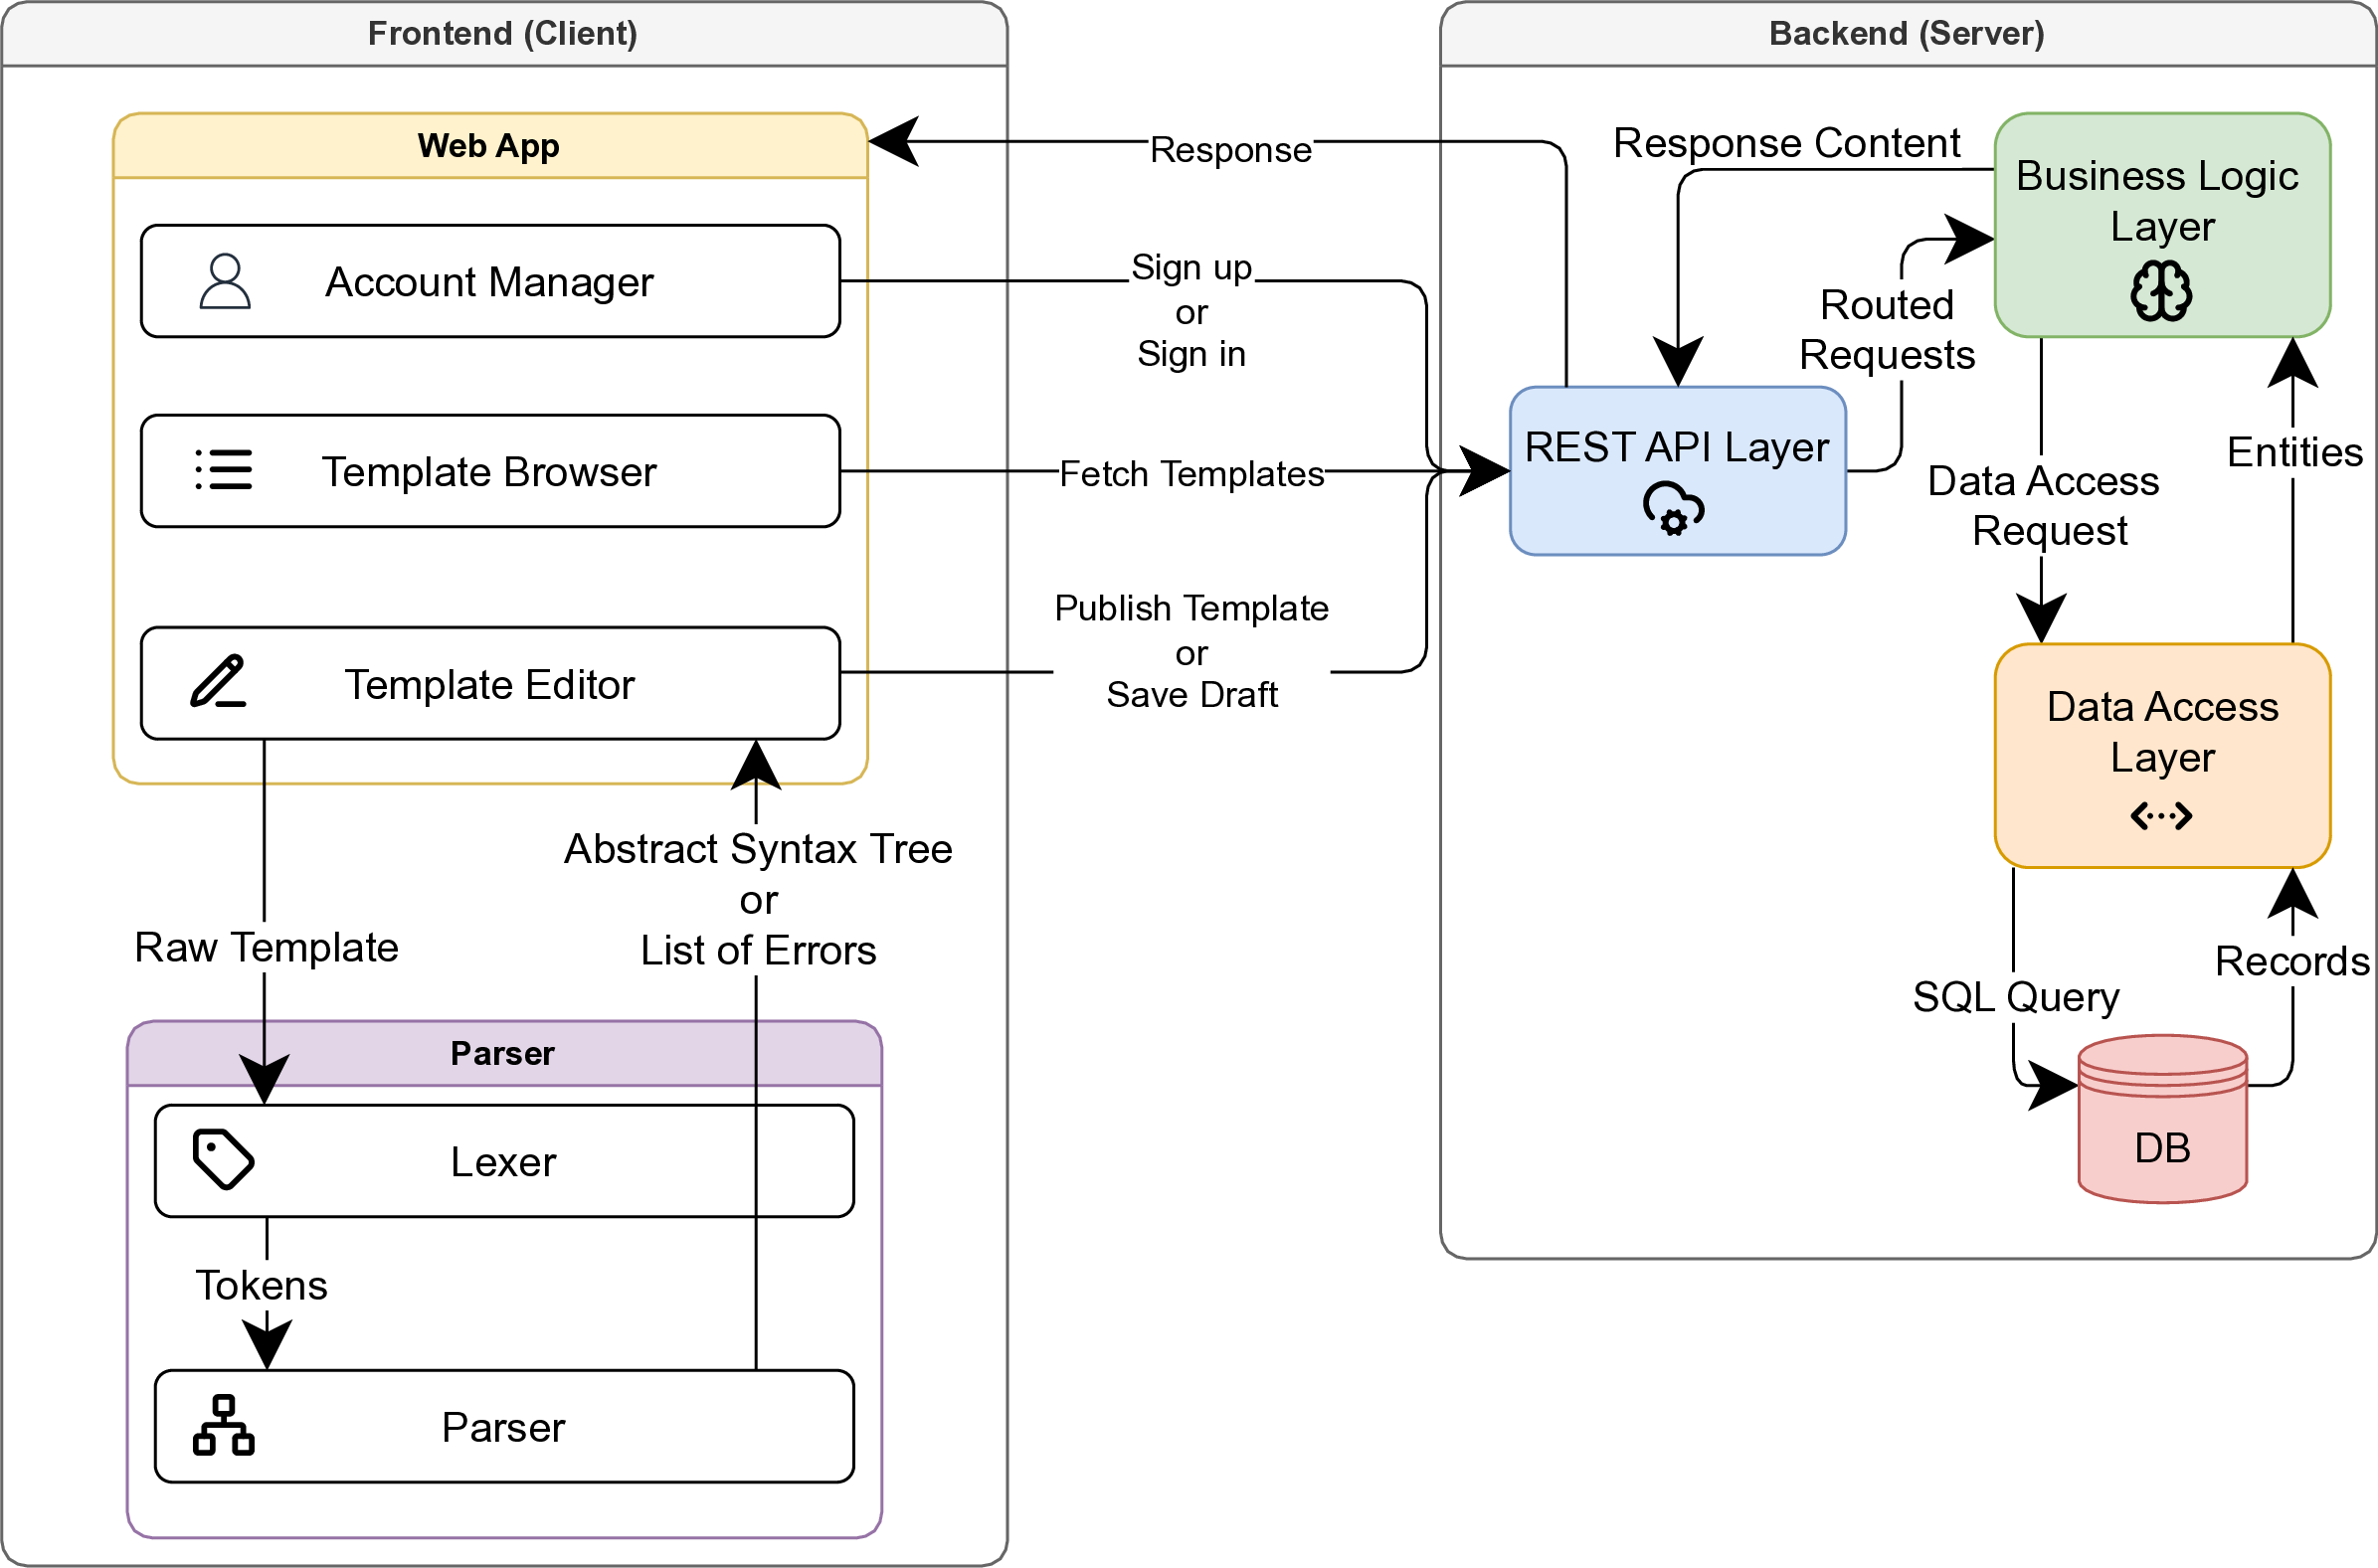 Frontend (Client)
Web App
Account Manager
Template Browser
Template Editor
Raw Template
Abstract Syntax Tree
or
List of Errors
Parser
Lexer
Tokens
Parser
Response
Sign up
or
Sign in
Fetch Templates
Publish Template
or
Save Draft
Backend (Server)
Response Content
Business Logic
Layer
Routed
Requests
REST API Layer
Data Access
Request
Entities
Data Access
Layer
SQL Query
Records
DB